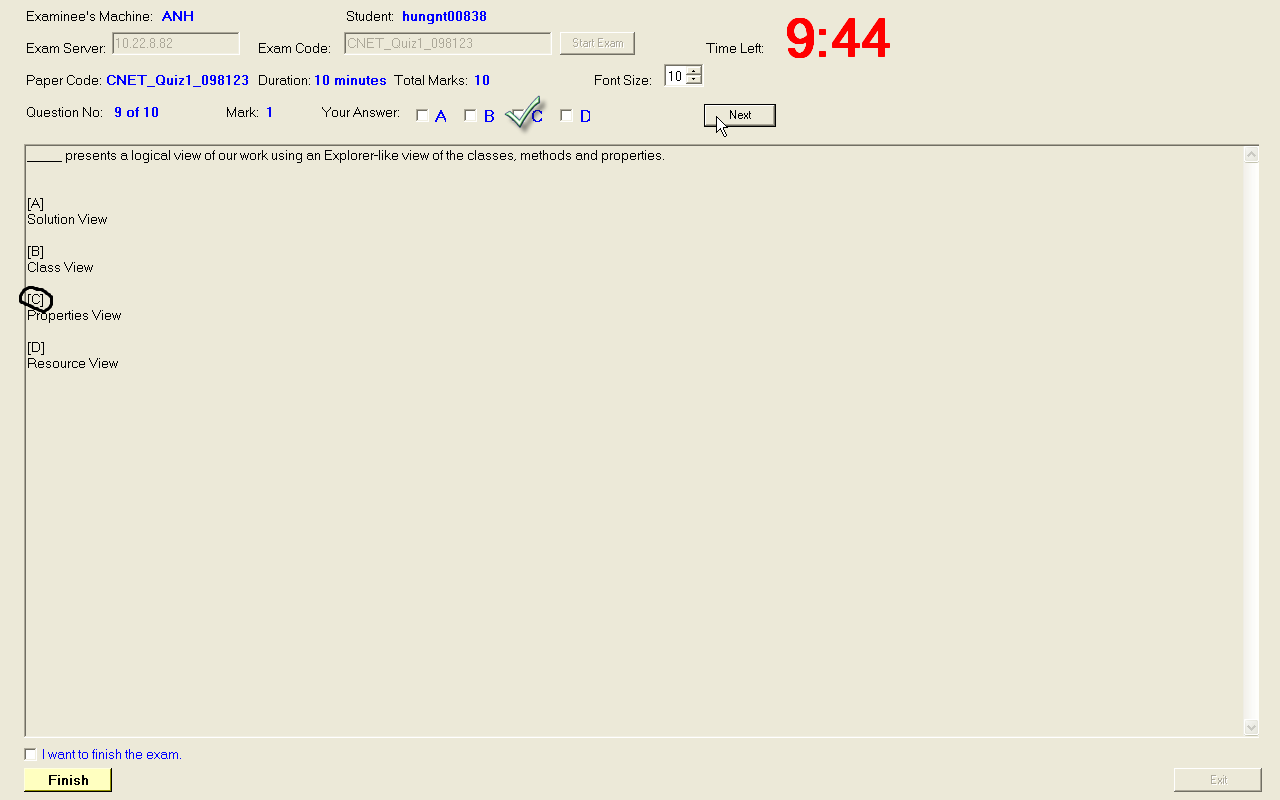 Examinee's Machine: ANH Student: hungnt00838
Exam Server: 10.22.8.82 Exam Code: CNET_Quiz1_098123 Start Exam Time Left: 9:44
Paper Code: CNET_Quiz1_098123 Duration: 10 minutes Total Marks: 10 Font Size: 10
Question No: 9 of 10 Mark: 1 Your Answer: A B C D Next
_____ presents a logical view of our work using an Explorer-like view of the classes, methods and properties.
[A]
Solution View
[B]
Class View
[C]
Properties View
[D]
Resource View
I want to finish the exam.
Finish Exit